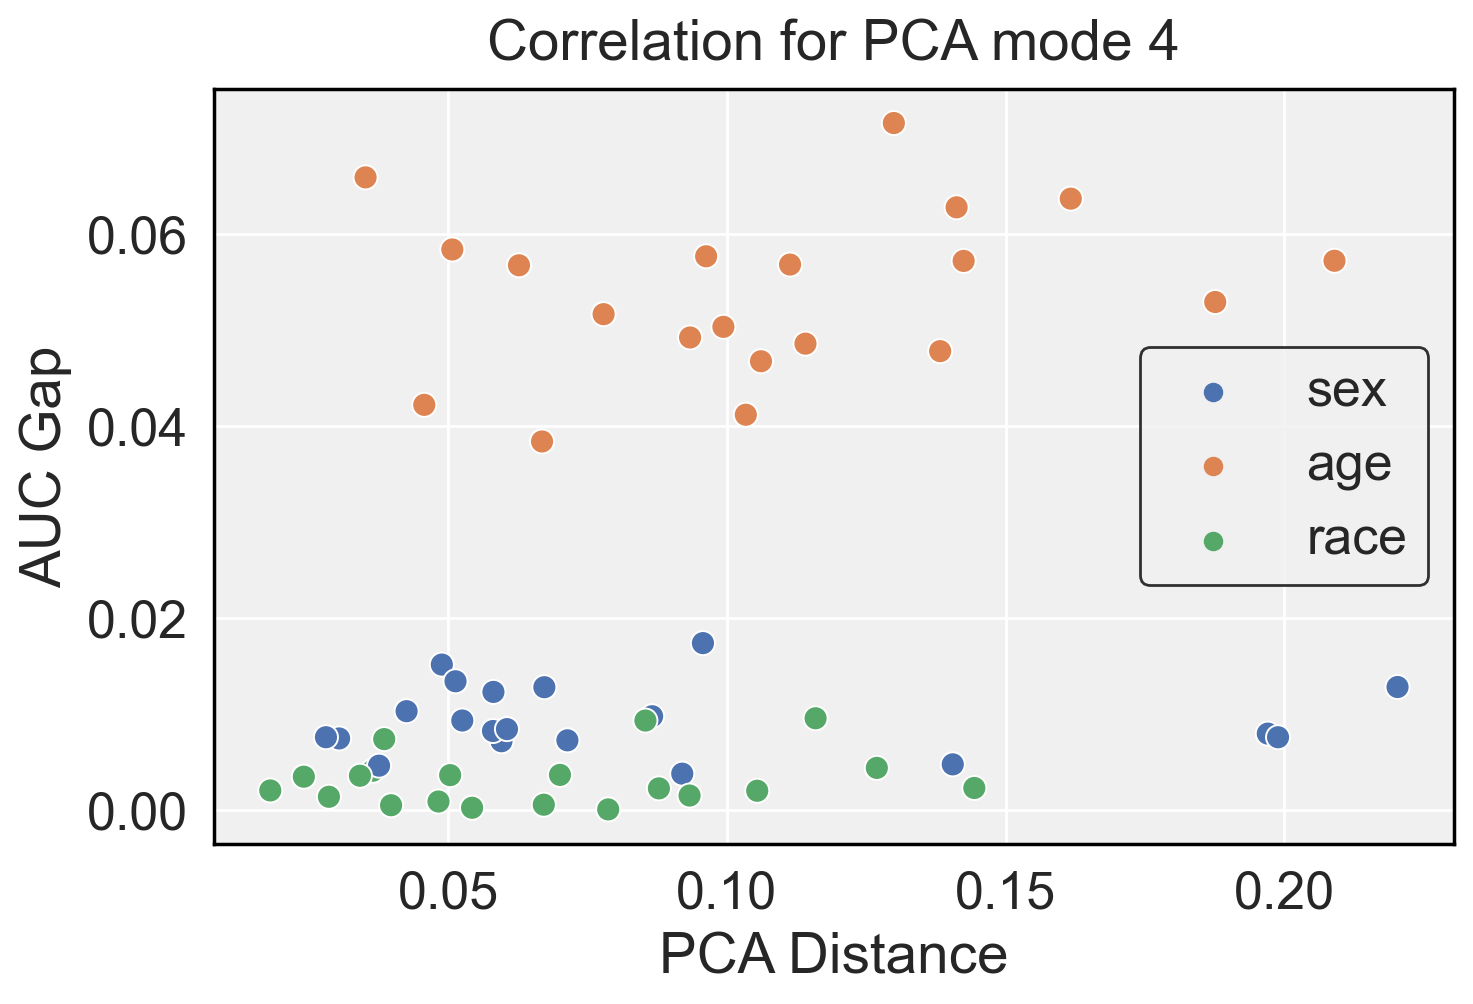 Correlation for PCA mode 4
AUC Gap
0.06
0.04
0.02
0.00
sex
age
race
0.05 0.10 0.15 0.20
PCA Distance